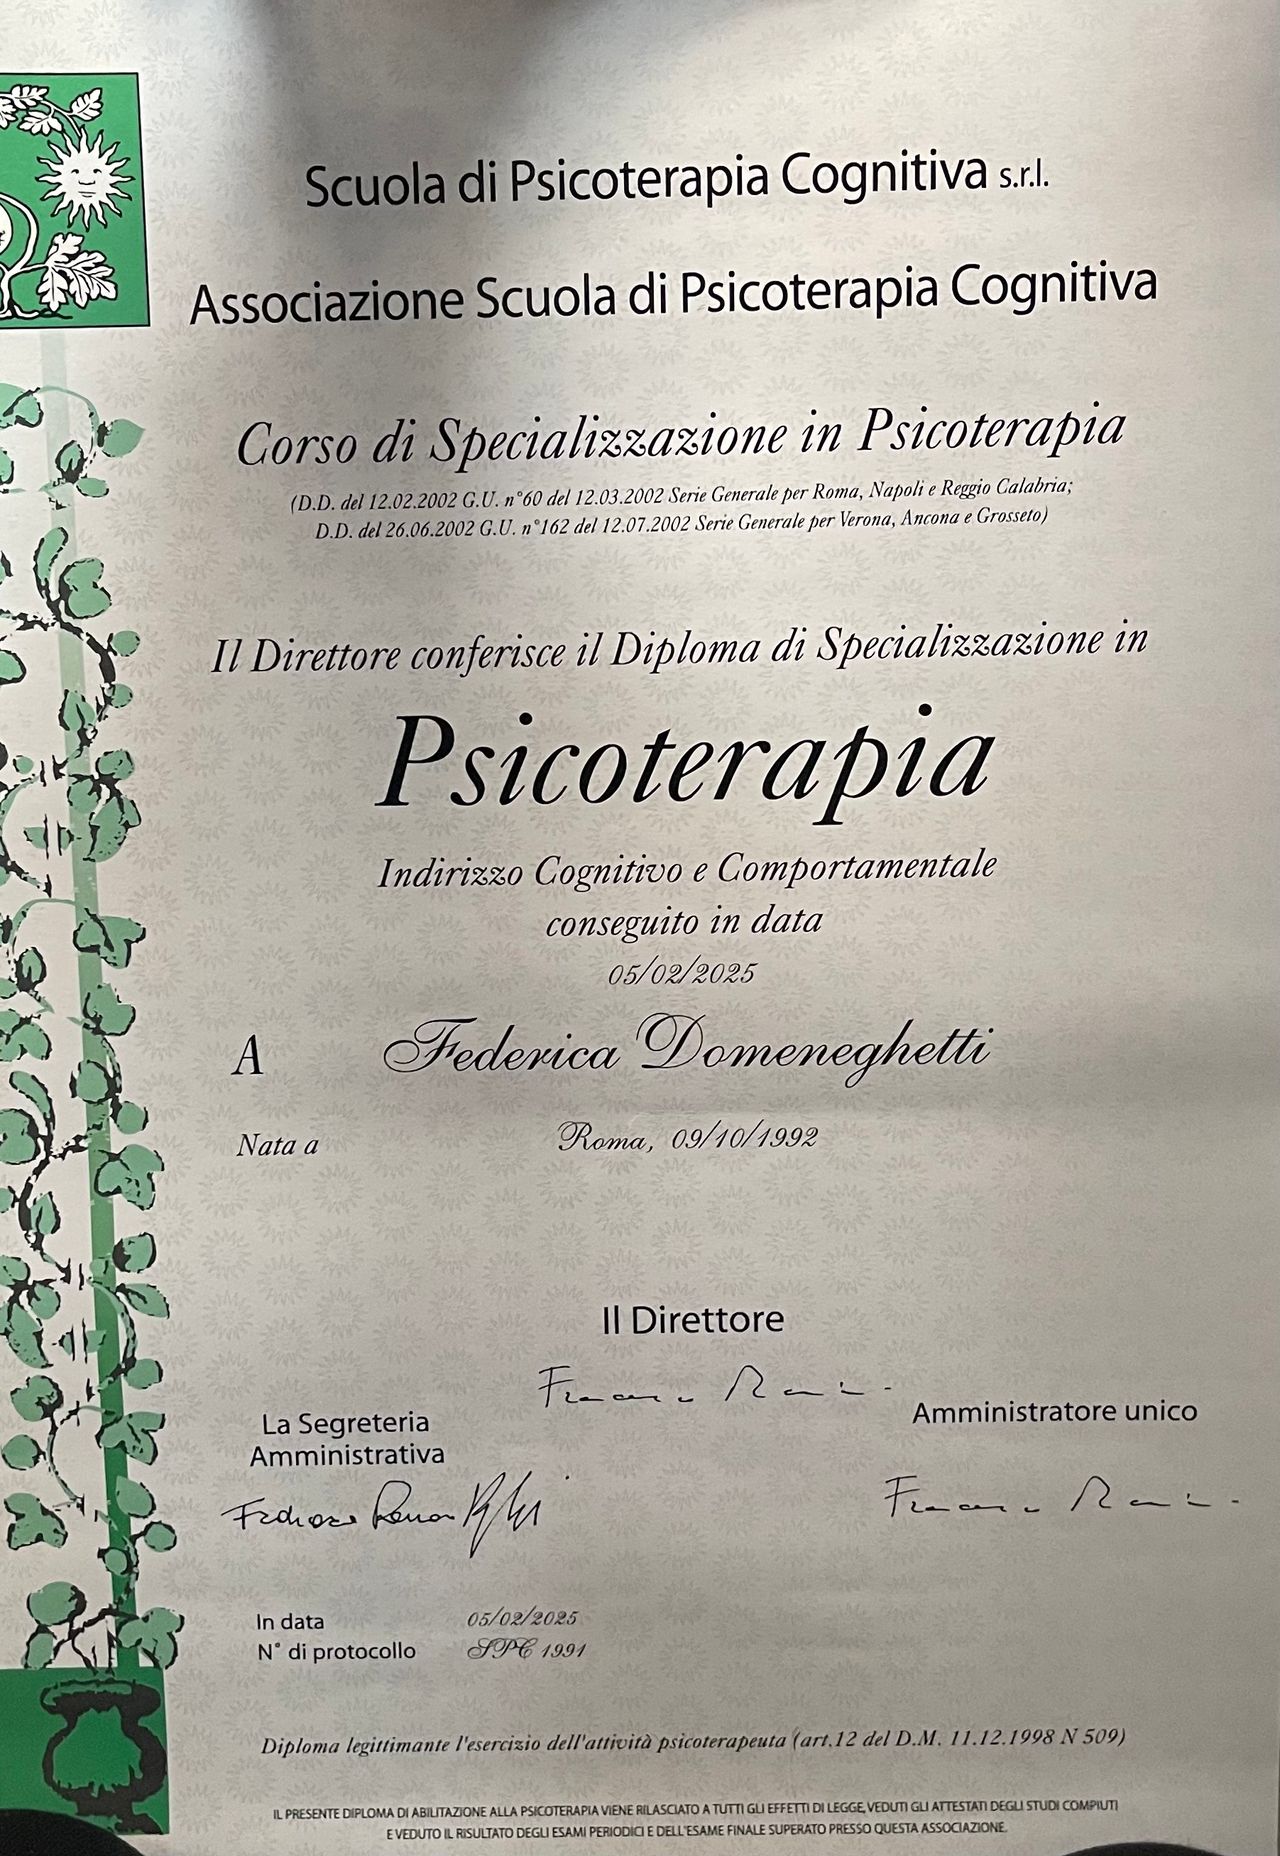 Scuola di Psicoterapia Cognitiva s.r.l.
Associazione Scuola di Psicoterapia Cognitiva
Corso di Specializzazione in Psicoterapia
(D.D. del 12.02.2002 G.U. n°60 del 12.03.2002 Serie Generale per Roma, Napoli e Reggio Calabria;
D.D. del 26.06.2002 G.U. n°162 del 12.07.2002 Serie Generale per Verona, Ancona e Grosseto)
Il Direttore conferisce il Diploma di Specializzazione in
Psicoterapia
Indirizzo Cognitivo e Comportamentale
conseguito in data
05/02/2025
A Federica Domeneghetti
Nata a Roma, 09/10/1992
Il Direttore
La Segreteria
Amministrativa
Amministratore unico
In data 05/02/2025
N° di protocollo SPC 1991
Diploma legittimante l'esercizio dell'attività psicoterapeuta (art.12 del D.M. 11.12.1998 N 509)
IL PRESENTE DIPLOMA DI ABILITAZIONE ALLA PSICOTERAPIA VIENE RILASCIATO A TUTTI GLI EFFETTI DI LEGGE, VEDUTI GLI ATTESTATI DEGLI STUDI COMPIUTI
E VEDUTO IL RISULTATO DEGLI ESAMI PERIODICI E DELL'ESAME FINALE SUPERATO PRESSO QUESTA ASSOCIAZIONE.